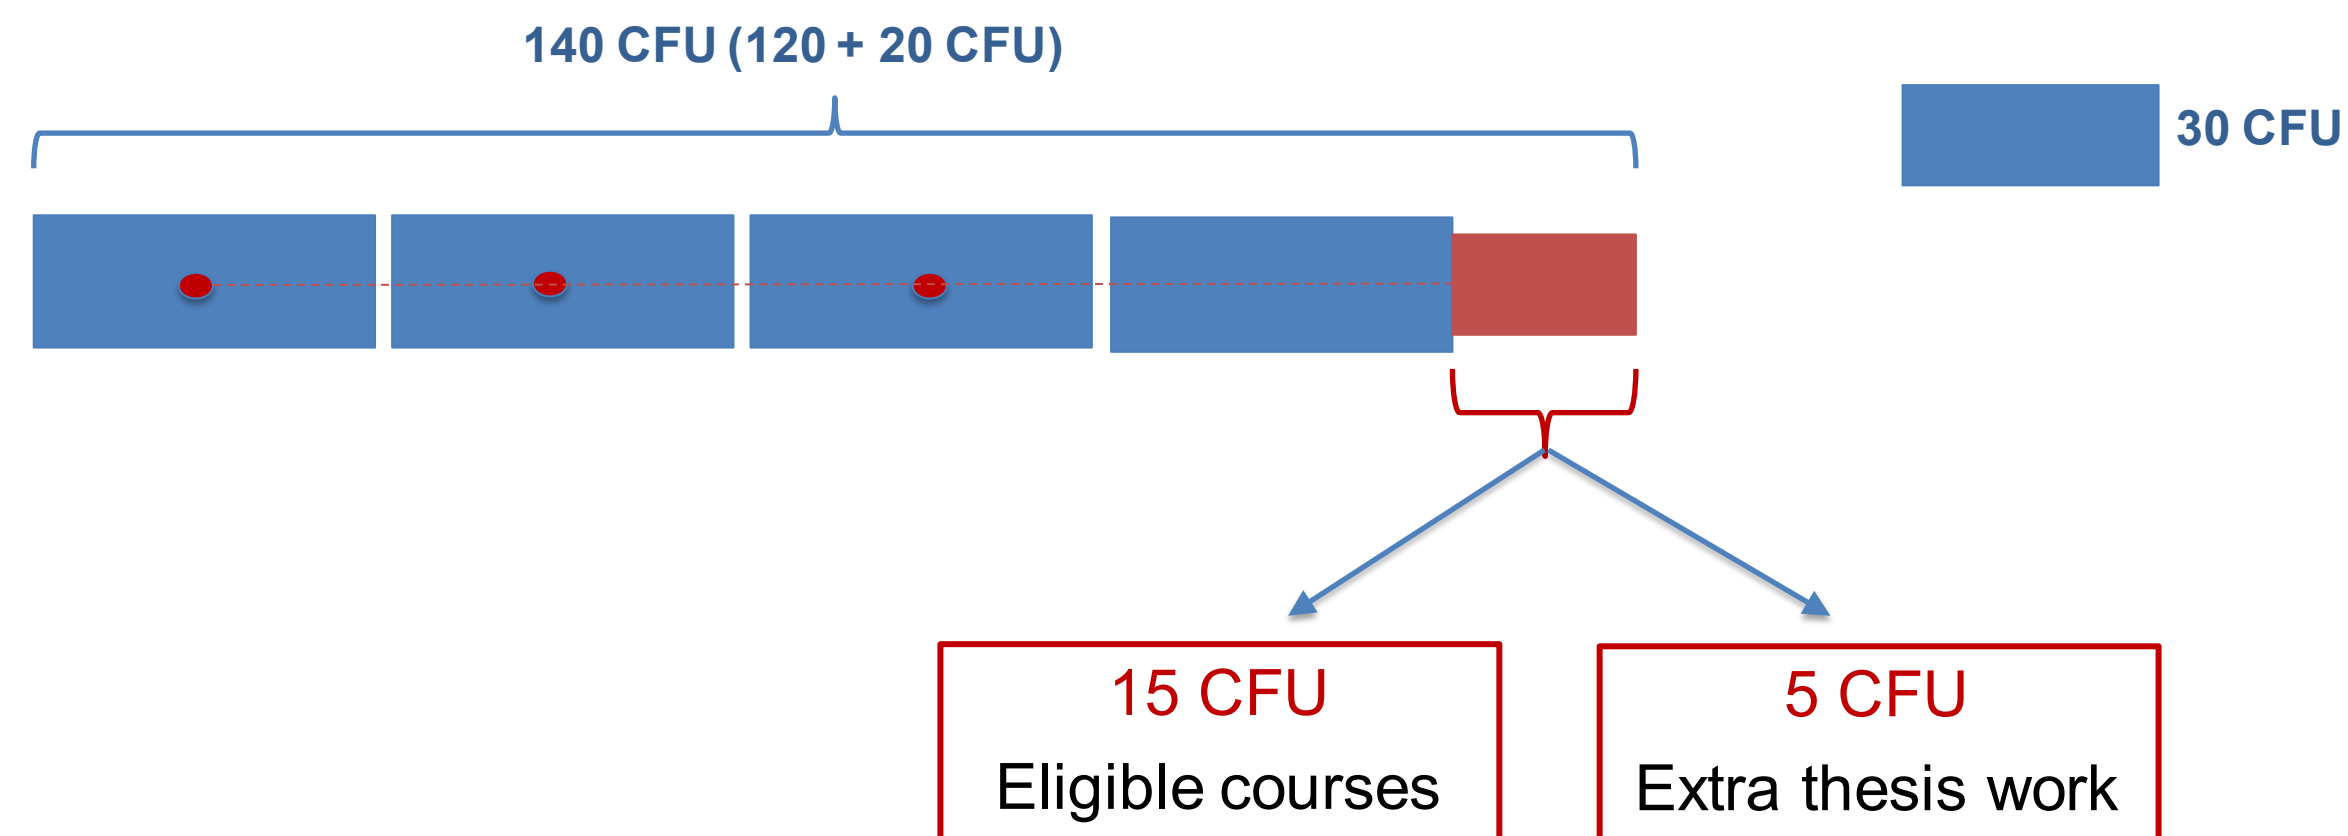 140 CFU (120 + 20 CFU)
30 CFU
15 CFU
Eligible courses
5 CFU
Extra thesis work